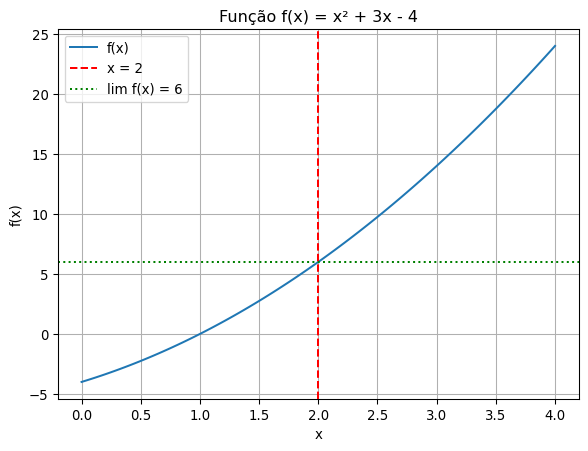 Função f(x) = x² + 3x - 4
f(x)
x = 2
lim f(x) = 6
25
20
15
10
5
0
−5
f(x)
0.0 0.5 1.0 1.5 2.0 2.5 3.0 3.5 4.0
x